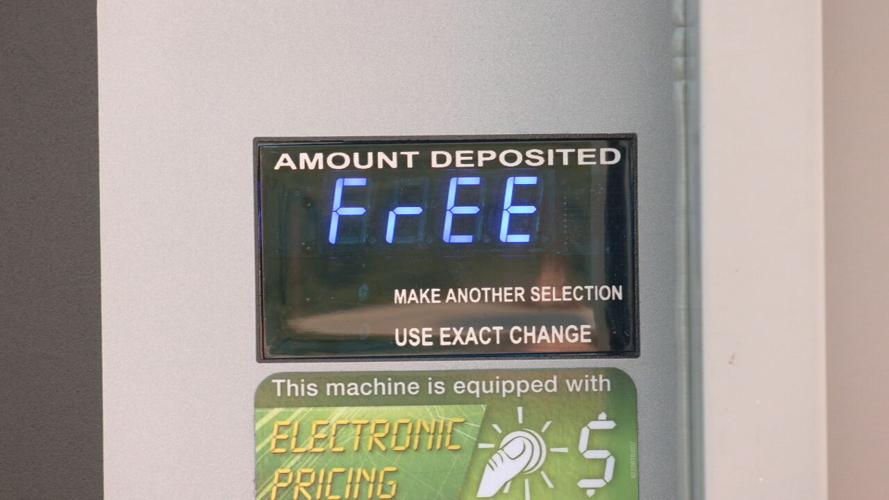 AMOUNT DEPOSITED
FrEE
MAKE ANOTHER SELECTION
USE EXACT CHANGE
This machine is equipped with
ELECTRONIC
PRICING
$